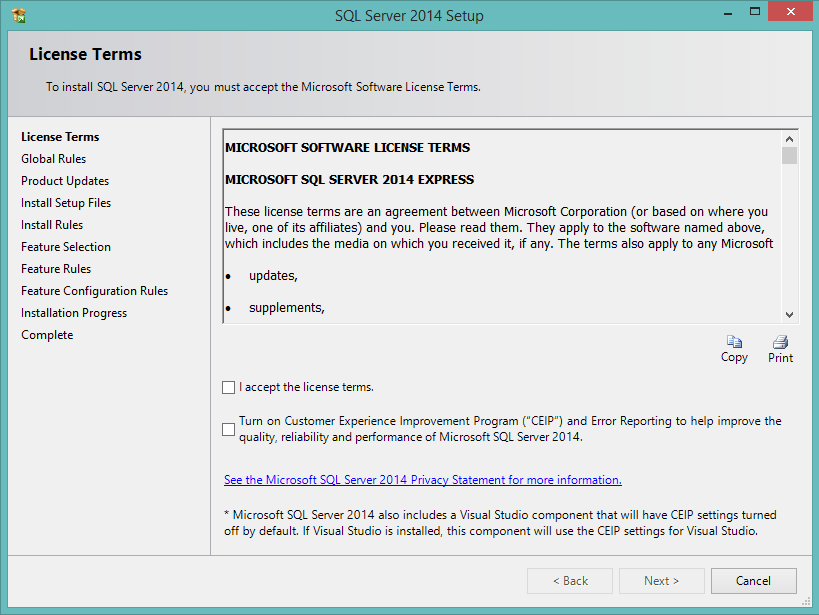 SQL Server 2014 Setup
License Terms
To install SQL Server 2014, you must accept the Microsoft Software License Terms.
License Terms
Global Rules
Product Updates
Install Setup Files
Install Rules
Feature Selection
Feature Rules
Feature Configuration Rules
Installation Progress
Complete
MICROSOFT SOFTWARE LICENSE TERMS
MICROSOFT SQL SERVER 2014 EXPRESS
These license terms are an agreement between Microsoft Corporation (or based on where you
live, one of its affiliates) and you. Please read them. They apply to the software named above,
which includes the media on which you received it, if any. The terms also apply to any Microsoft
• updates,
• supplements,
Copy Print
I accept the license terms.
Turn on Customer Experience Improvement Program ("CEIP") and Error Reporting to help improve the
quality, reliability and performance of Microsoft SQL Server 2014.
See the Microsoft SQL Server 2014 Privacy Statement for more information.
* Microsoft SQL Server 2014 also includes a Visual Studio component that will have CEIP settings turned
off by default. If Visual Studio is installed, this component will use the CEIP settings for Visual Studio.
< Back Next > Cancel